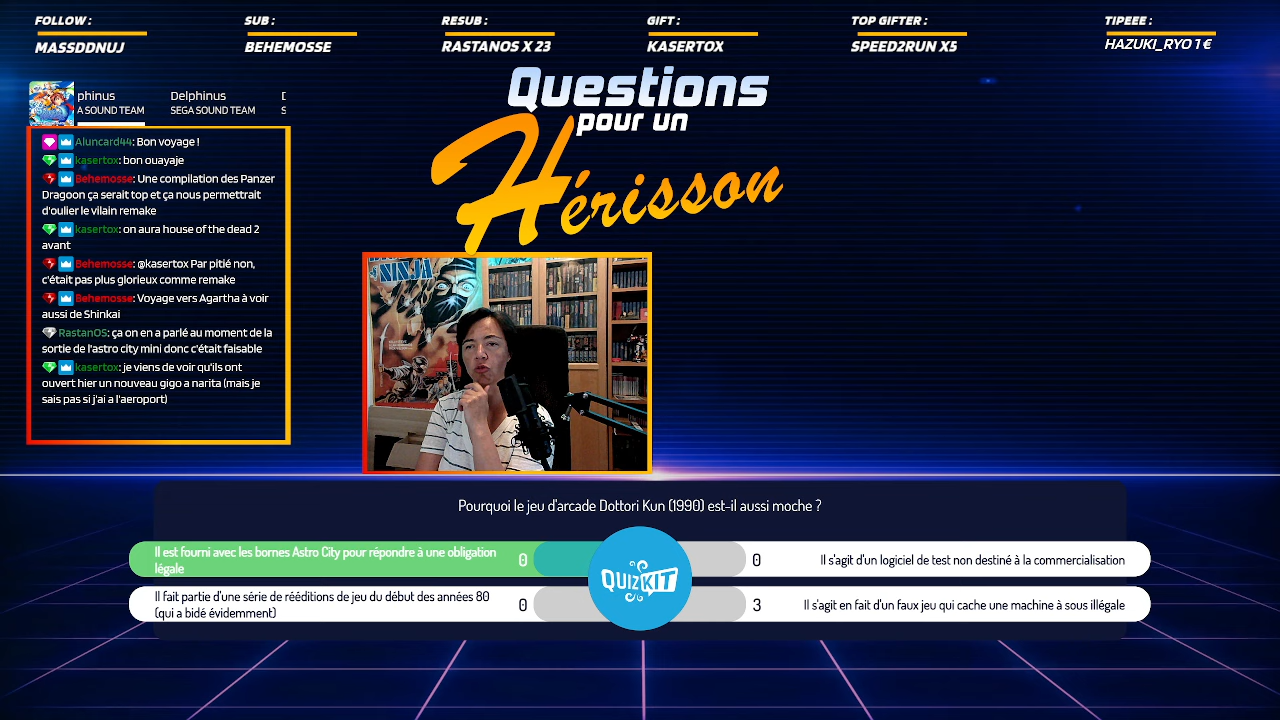 FOLLOW :
MASSDDNUJ
SUB :
BEHEMOSSE
RESUB :
RASTANOS X 23
GIFT :
KASERTOX
TOP GIFTER :
SPEED2RUN X5
TIPEEE :
HAZUKI_RYO 1 €
phinus
A SOUND TEAM
Delphinus
SEGA SOUND TEAM
D
S
Questions
pour un
Hérisson
Aluncard44: Bon voyage !
kasertox: bon ouayaje
Behemosse: Une compilation des Panzer
Dragoon ça serait top et ça nous permettrait
d'oulier le vilain remake
kasertox: on aura house of the dead 2
avant
Behemosse: @kasertox Par pitié non,
c'était pas plus glorieux comme remake
Behemosse: Voyage vers Agartha à voir
aussi de Shinkai
RastanOS: ça on en a parlé au moment de la
sortie de l'astro city mini donc c'était faisable
kasertox: je viens de voir qu'ils ont
ouvert hier un nouveau gigo a narita (mais je
sais pas si j'ai a l'aeroport)
NINJA
Pourquoi le jeu d'arcade Dottori Kun (1990) est-il aussi moche ?
Il est fourni avec les bornes Astro City pour répondre à une obligation
légale
0
0
Il s'agit d'un logiciel de test non destiné à la commercialisation
QUIZKIT
Il fait partie d'une série de rééditions de jeu du début des années 80
(qui a bidé évidemment)
0
3
Il s'agit en fait d'un faux jeu qui cache une machine à sous illégale